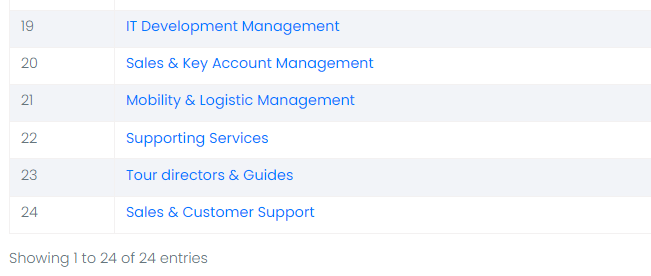 19 IT Development Management
20 Sales & Key Account Management
21 Mobility & Logistic Management
22 Supporting Services
23 Tour directors & Guides
24 Sales & Customer Support
Showing 1 to 24 of 24 entries